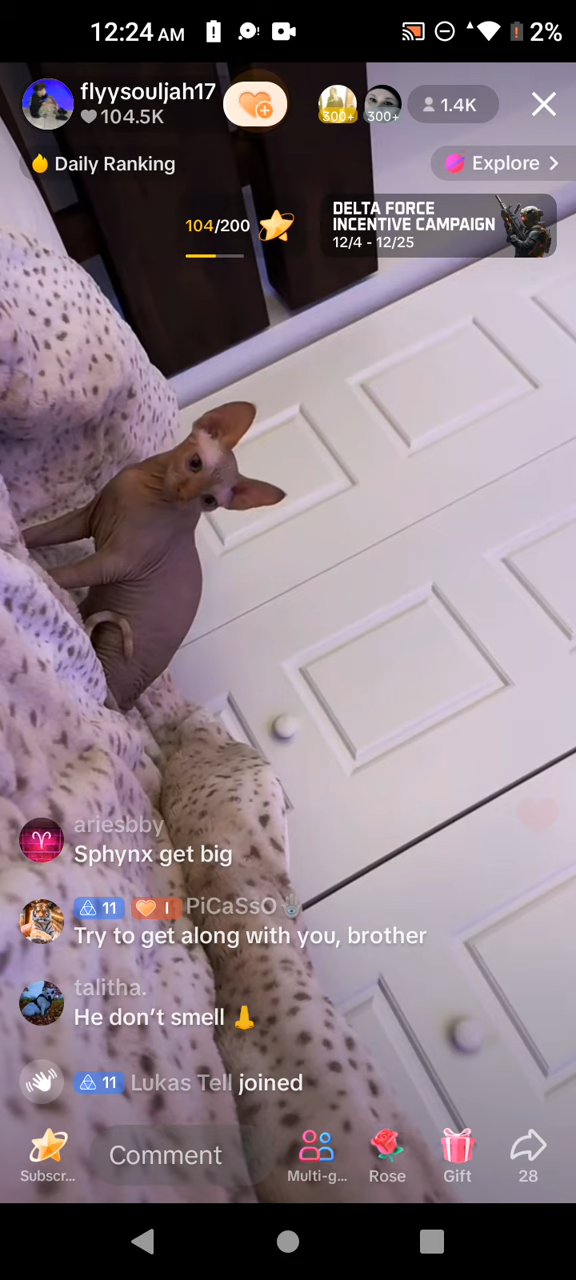 12:24 AM
2%
flyysouljah17
104.5K
300+
300+
1.4K
Daily Ranking
Explore >
104/200
DELTA FORCE
INCENTIVE CAMPAIGN
12/4 - 12/25
ariesbby
Sphynx get big
11 I PiCaSsO
Try to get along with you, brother
talitha.
He don't smell 👃
11 Lukas Tell joined
Subscr...
Comment
Multi-g...
Rose
Gift
28